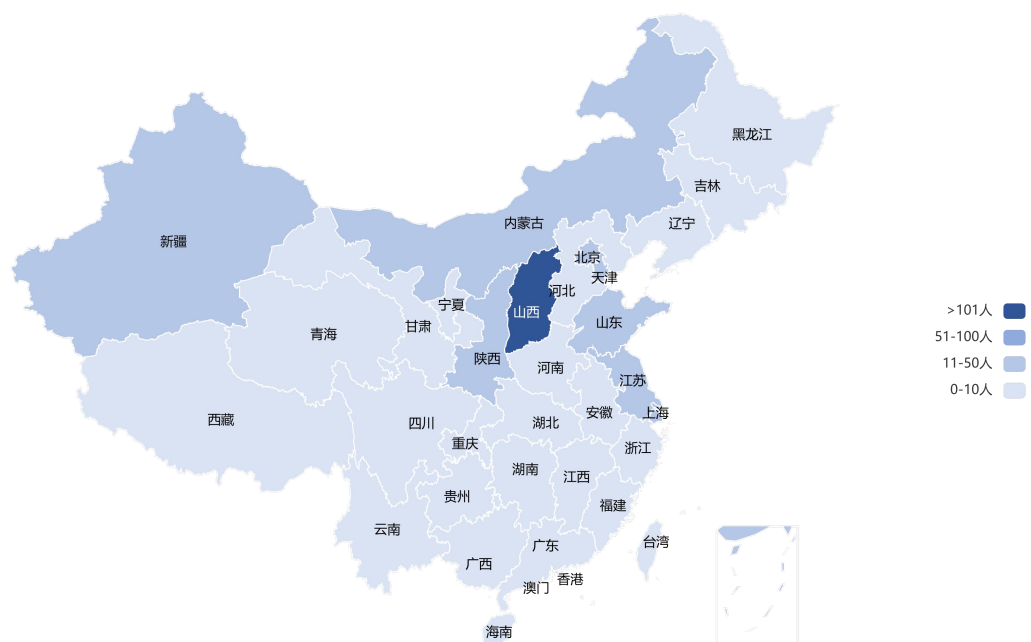 黑龙江
吉林
辽宁
内蒙古
新疆
北京
天津
河北
山西
宁夏
甘肃
青海
山东
陕西
河南
江苏
安徽
上海
西藏
四川
湖北
重庆
浙江
湖南
江西
贵州
福建
云南
台湾
广东
广西
香港
澳门
海南
>101人
51-100人
11-50人
0-10人